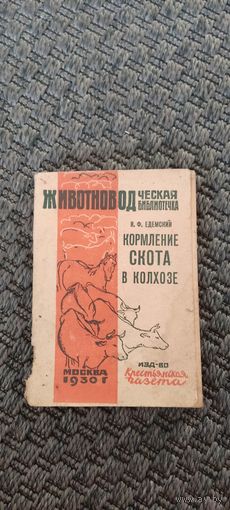 ЖИВОТНОВОДЧЕСКАЯ
БИБЛИОТЕЧКА
Я. Ф. ЕДЕМСКИЙ
КОРМЛЕНИЕ
СКОТА
В КОЛХОЗЕ
МОСКВА
1930 г
ИЗД-ВО
Крестьянская
газета